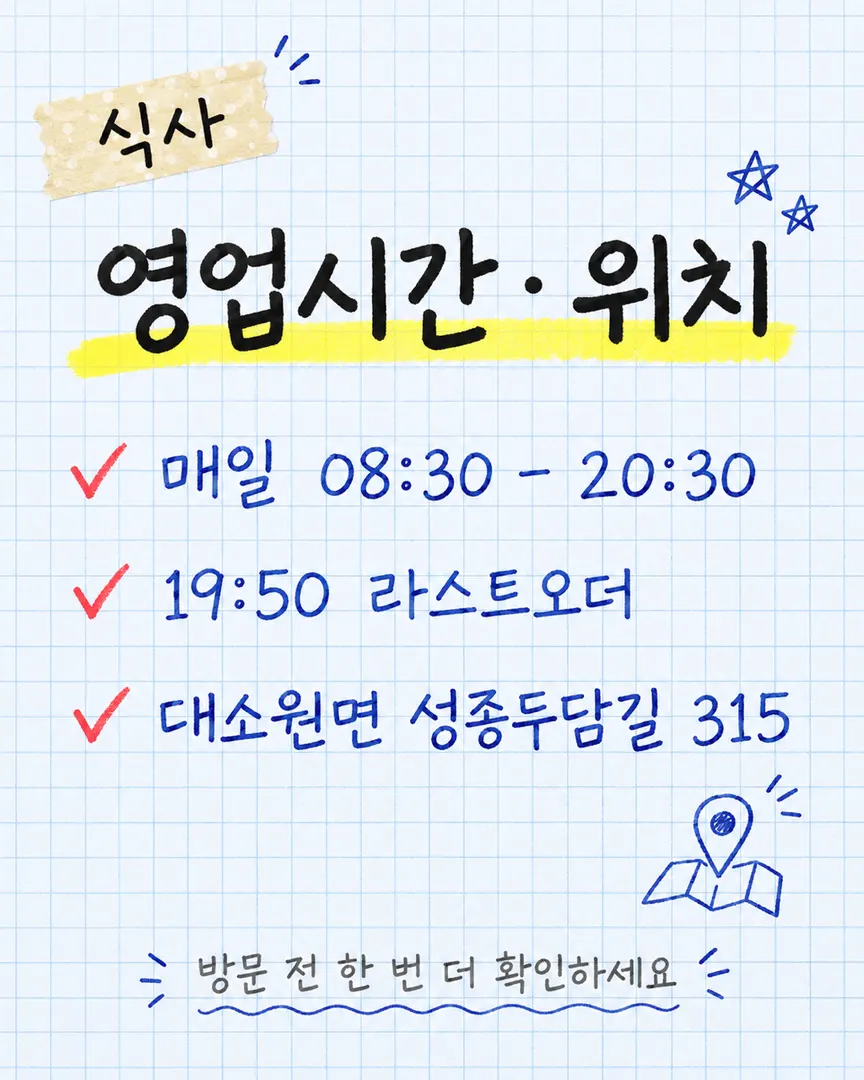 식사
영업시간·위치
매일 08:30 - 20:30
19:50 라스트오더
대소원면 성종두담길 315
방문 전 한 번 더 확인하세요